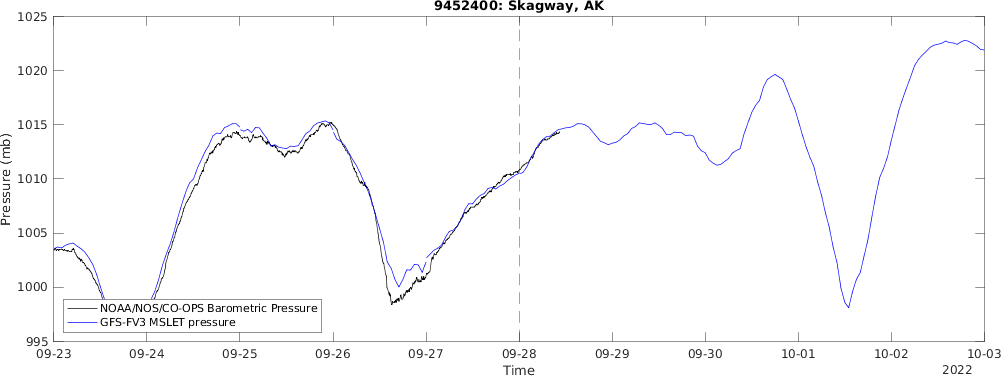 9452400: Skagway, AK
Pressure (mb)
1025
1020
1015
1010
1005
1000
995
NOAA/NOS/CO-OPS Barometric Pressure
GFS-FV3 MSLET pressure
09-23 09-24 09-25 09-26 09-27 09-28 09-29 09-30 10-01 10-02 10-03
Time
2022